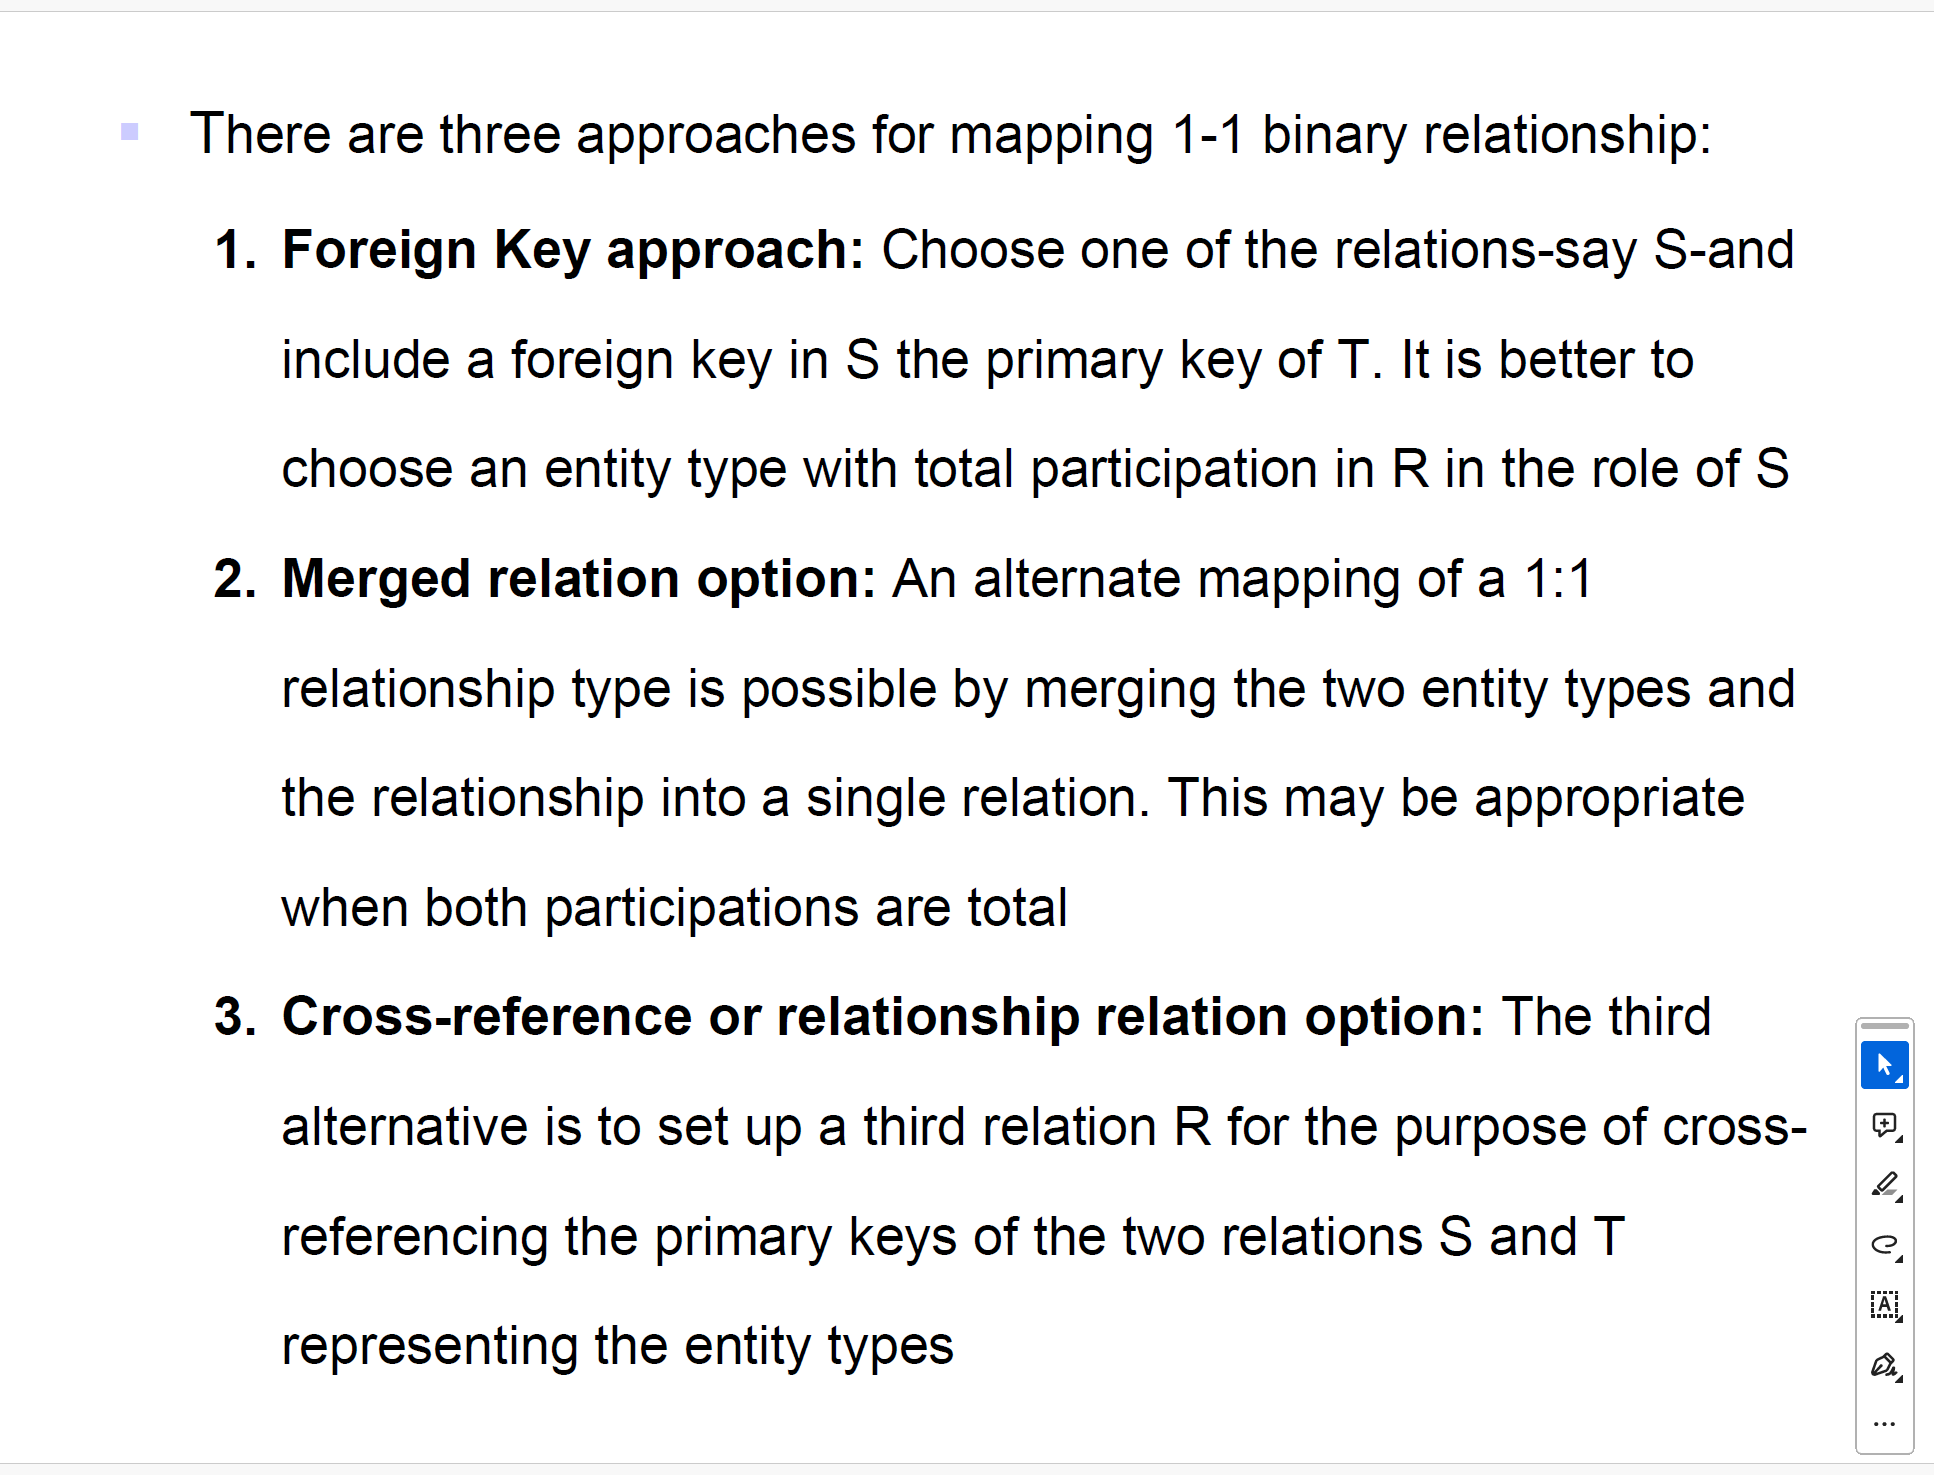 There are three approaches for mapping 1-1 binary relationship:
1. Foreign Key approach: Choose one of the relations-say S-and
include a foreign key in S the primary key of T. It is better to
choose an entity type with total participation in R in the role of S
2. Merged relation option: An alternate mapping of a 1:1
relationship type is possible by merging the two entity types and
the relationship into a single relation. This may be appropriate
when both participations are total
3. Cross-reference or relationship relation option: The third
alternative is to set up a third relation R for the purpose of cross-
referencing the primary keys of the two relations S and T
representing the entity types
A